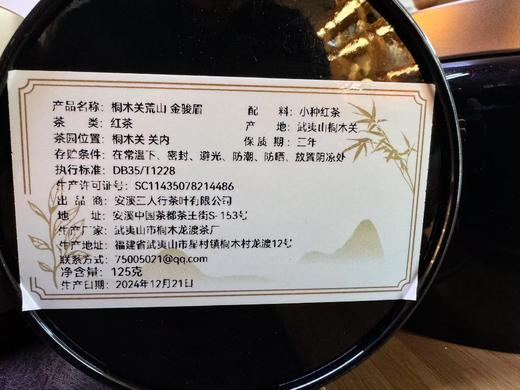 产品名称：桐木关荒山 金骏眉 配 料：小种红茶
茶 类：红茶 产 地：武夷山桐木关
茶园位置：桐木关 关内 保 质 期：三年
存贮条件：在常温下、密封、避光、防潮、防晒、放置阴凉处
执行标准：DB35/T1228
生产许可证号：SC11435078214486
出 品 商：安溪三人行茶叶有限公司
地 址：安溪中国茶都茶王街S-153号
生产厂家：武夷山市桐木龙渡茶厂
生产地址：福建省武夷山市星村镇桐木村龙渡12号
联系方式：75005021@qq.com
净含量：125克
生产日期：2024年12月21日